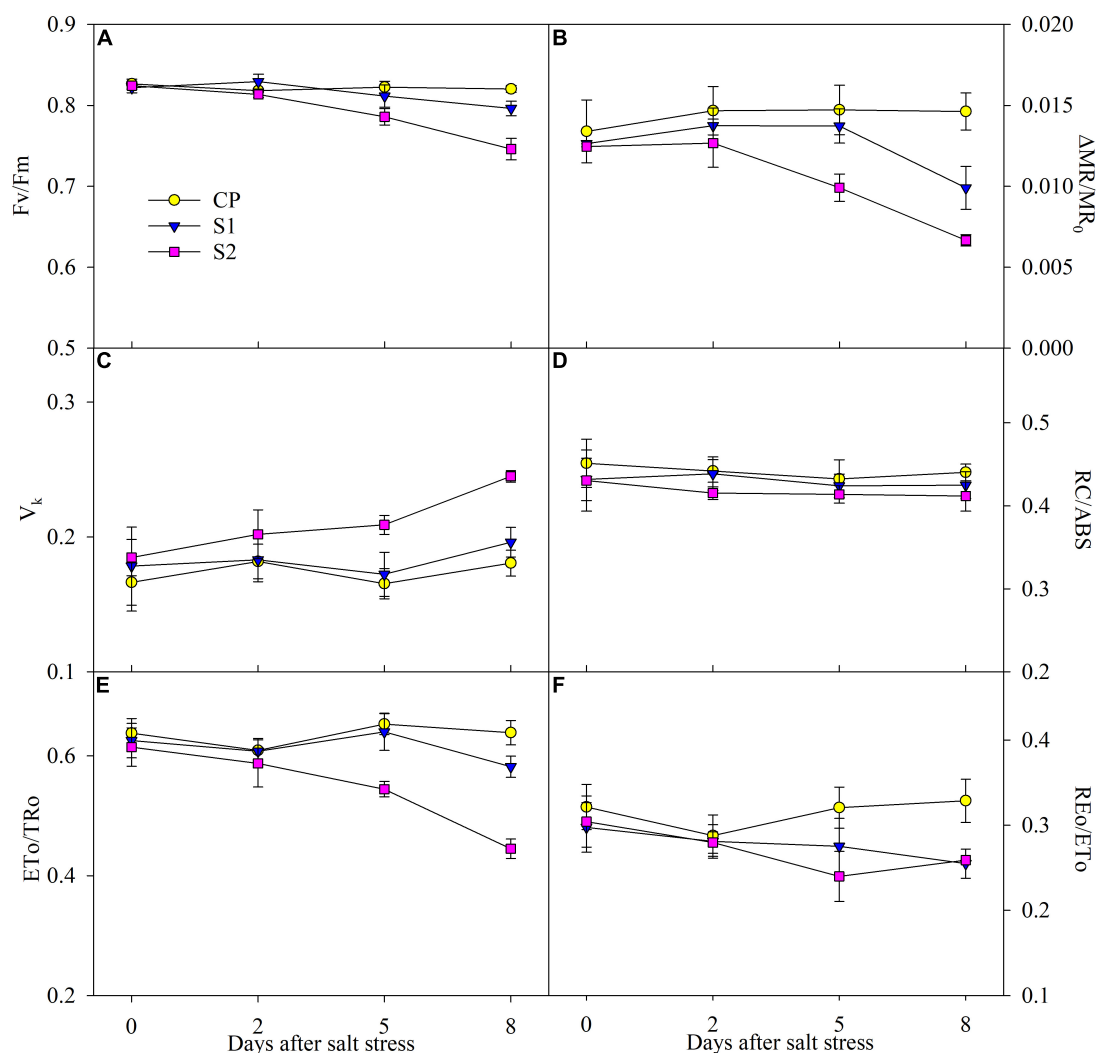 A
B
0.9
0.8
0.7
0.6
0.5
Fv/Fm
CP
S1
S2
0.020
0.015
0.010
0.005
0.000
ΔMR/MR0
C
D
0.3
0.2
0.1
Vk
0.5
0.4
0.3
0.2
RC/ABS
E
F
0.6
0.4
0.2
ETo/TRo
0.4
0.3
0.2
0.1
REo/ETo
0 2 5 8
0 2 5 8
Days after salt stress
Days after salt stress